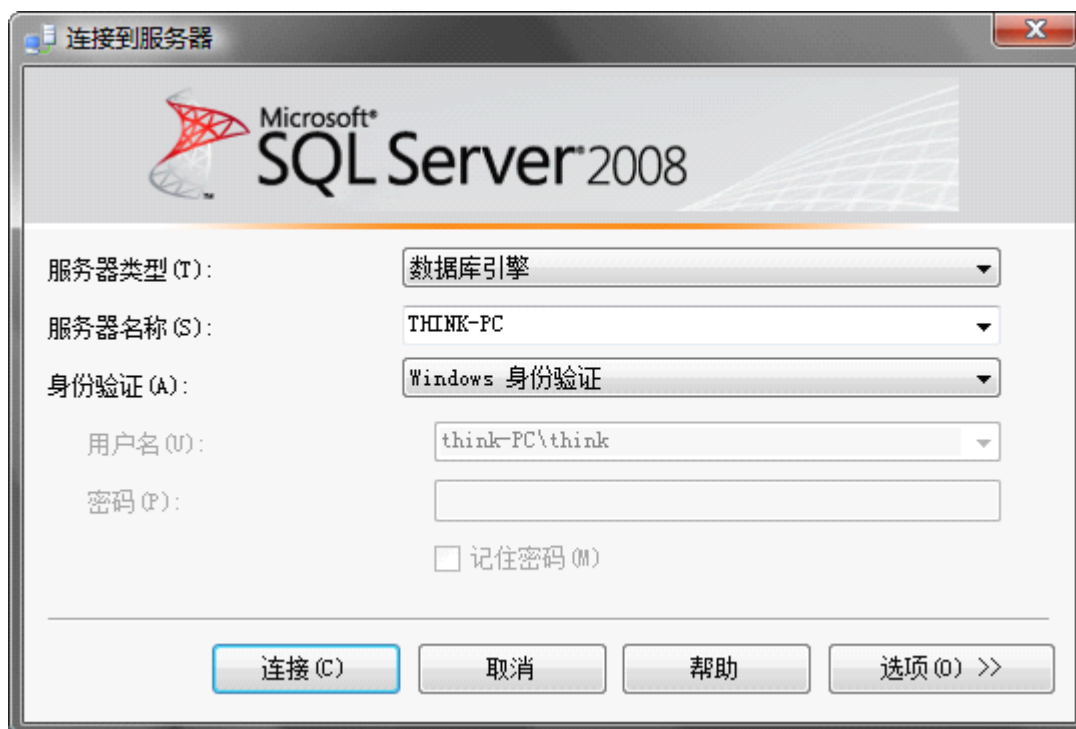 连接到服务器
Microsoft®
SQL Server® 2008
服务器类型(T): 数据库引擎
服务器名称(S): THINK-PC
身份验证(A): Windows 身份验证
用户名(U): think-PC\think
密码(P):
记住密码(M)
连接(C) 取消 帮助 选项(O) >>